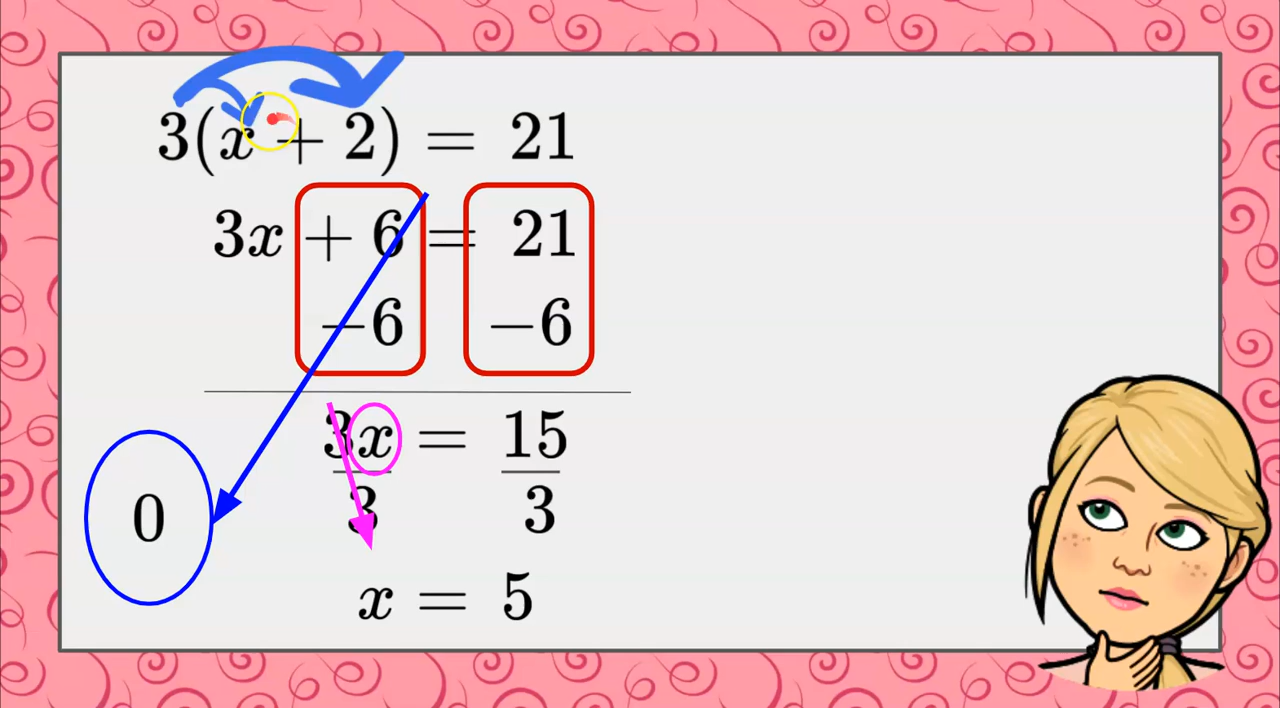 3(x + 2) = 21
3x + 6 = 21
−6 −6
3x = 15
0 3 3
x = 5